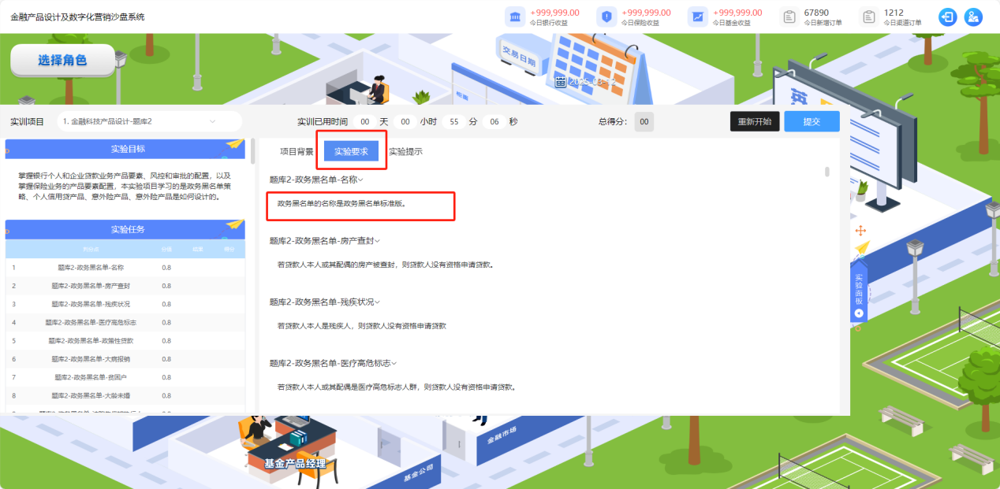 金融产品设计及数字化营销沙盘系统
+999,999.00
今日银行收益
+999,999.00
今日保险收益
+999,999.00
今日基金收益
67890
今日新增订单
1212
今日渠道订单
选择角色
交易日期
2025-03-12
柜面
英
实训项目
1. 金融科技产品设计-题库2
实训已用时间 00 天 00 小时 55 分 06 秒
总得分： 00
重新开始
提交
实验目标
掌握银行个人和企业贷款业务产品要素、风控和审批的配置，以及
掌握保险业务的产品要素配置，本实验项目学习的是政务黑名单策
略、个人信用贷产品、意外险产品、意外险产品是如何设计的。
实验任务
得分点 分值 结果 得分
1 题库2-政务黑名单-名称 0.8
2 题库2-政务黑名单-房产查封 0.8
3 题库2-政务黑名单-残疾状况 0.8
4 题库2-政务黑名单-医疗高危标志 0.8
5 题库2-政务黑名单-政策性贷款 0.8
6 题库2-政务黑名单-大病报销 0.8
7 题库2-政务黑名单-贫困户 0.8
8 题库2-政务黑名单-大龄未婚 0.8
项目背景
实验要求
实验提示
题库2-政务黑名单-名称
政务黑名单的名称是政务黑名单标准版。
题库2-政务黑名单-房产查封
若贷款人本人或其配偶的房产被查封，则贷款人没有资格申请贷款。
题库2-政务黑名单-残疾状况
若贷款人本人是残疾人，则贷款人没有资格申请贷款
题库2-政务黑名单-医疗高危标志
若贷款人本人或其配偶是医疗高危标志人群，则贷款人没有资格申请贷款。
实验面板
基金产品经理
基金公司
金融市场